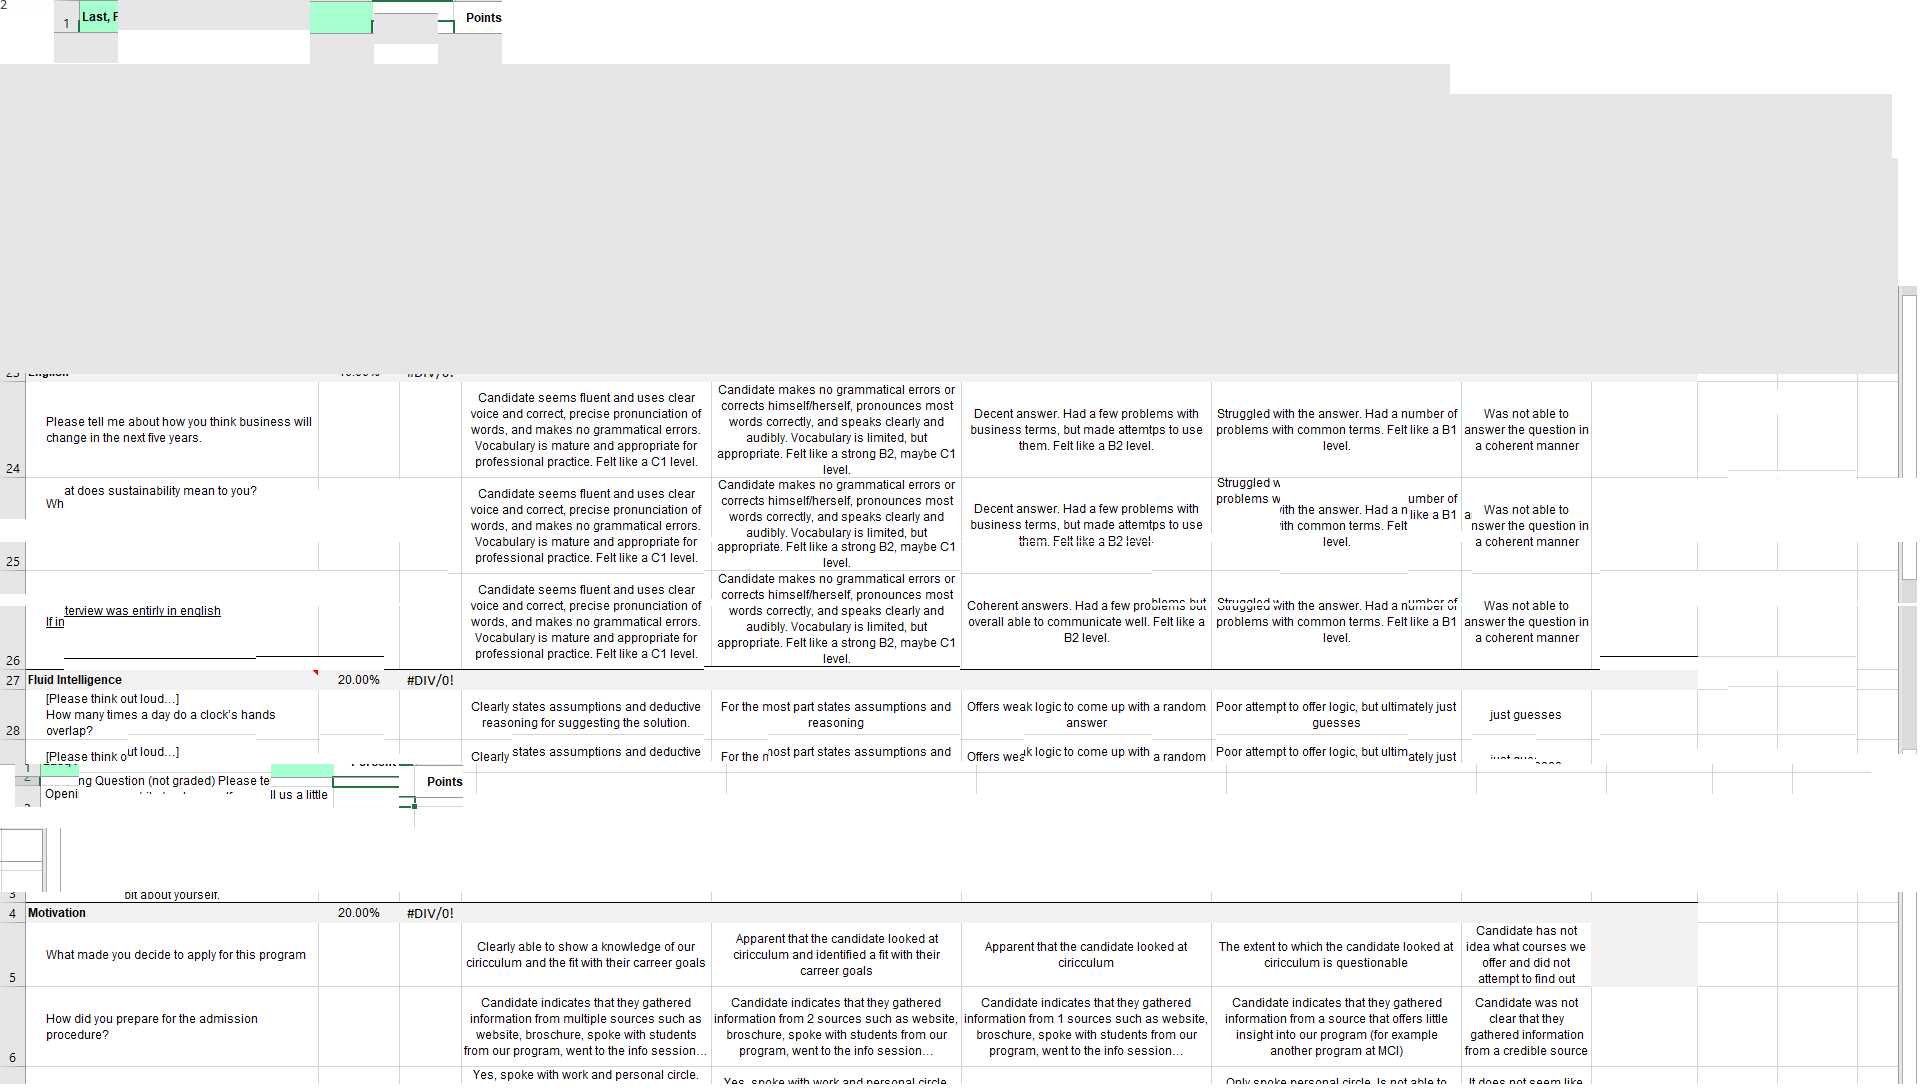 2
1 Last, F Points
23 English 10.00% #DIV/0!
24 Please tell me about how you think business will
change in the next five years.
Candidate seems fluent and uses clear
voice and correct, precise pronunciation of
words, and makes no grammatical errors.
Vocabulary is mature and appropriate for
professional practice. Felt like a C1 level.
Candidate makes no grammatical errors or
corrects himself/herself, pronounces most
words correctly, and speaks clearly and
audibly. Vocabulary is limited, but
appropriate. Felt like a strong B2, maybe C1
level.
Decent answer. Had a few problems with
business terms, but made attemtps to use
them. Felt like a B2 level.
Struggled with the answer. Had a number of
problems with common terms. Felt like a B1
level.
Was not able to
answer the question in
a coherent manner
25 What does sustainability mean to you?
Candidate seems fluent and uses clear
voice and correct, precise pronunciation of
words, and makes no grammatical errors.
Vocabulary is mature and appropriate for
professional practice. Felt like a C1 level.
Candidate makes no grammatical errors or
corrects himself/herself, pronounces most
words correctly, and speaks clearly and
audibly. Vocabulary is limited, but
appropriate. Felt like a strong B2, maybe C1
level.
Decent answer. Had a few problems with
business terms, but made attemtps to use
them. Felt like a B2 level.
Struggled with the answer. Had a number of
problems with common terms. Felt like a B1
level.
Was not able to
answer the question in
a coherent manner
26 If interview was entirly in english
Candidate seems fluent and uses clear
voice and correct, precise pronunciation of
words, and makes no grammatical errors.
Vocabulary is mature and appropriate for
professional practice. Felt like a C1 level.
Candidate makes no grammatical errors or
corrects himself/herself, pronounces most
words correctly, and speaks clearly and
audibly. Vocabulary is limited, but
appropriate. Felt like a strong B2, maybe C1
level.
Coherent answers. Had a few problems but
overall able to communicate well. Felt like a
B2 level.
Struggled with the answer. Had a number of
problems with common terms. Felt like a B1
level.
Was not able to
answer the question in
a coherent manner
27 Fluid Intelligence 20.00% #DIV/0!
28 [Please think out loud...]
How many times a day do a clock's hands
overlap?
Clearly states assumptions and deductive
reasoning for suggesting the solution.
For the most part states assumptions and
reasoning
Offers weak logic to come up with a random
answer
Poor attempt to offer logic, but ultimately just
guesses
just guesses
[Please think out loud...]
Clearly states assumptions and deductive
For the most part states assumptions and
Offers weak logic to come up with a random
Poor attempt to offer logic, but ultimately just
just guesses
1 Percent
Points
Opening Question (not graded) Please tell us a little
3 bit about yourself.
4 Motivation 20.00% #DIV/0!
5 What made you decide to apply for this program
Clearly able to show a knowledge of our
ciricculum and the fit with their carreer goals
Apparent that the candidate looked at
ciricculum and identified a fit with their
carreer goals
Apparent that the candidate looked at
ciricculum
The extent to which the candidate looked at
ciricculum is questionable
Candidate has not
idea what courses we
offer and did not
attempt to find out
6 How did you prepare for the admission
procedure?
Candidate indicates that they gathered
information from multiple sources such as
website, broschure, spoke with students
from our program, went to the info session...
Candidate indicates that they gathered
information from 2 sources such as website,
broschure, spoke with students from our
program, went to the info session...
Candidate indicates that they gathered
information from 1 sources such as website,
broschure, spoke with students from our
program, went to the info session...
Candidate indicates that they gathered
information from a source that offers little
insight into our program (for example
another program at MCI)
Candidate was not
clear that they
gathered information
from a credible source
Yes, spoke with work and personal circle.
Yes, spoke with work and personal circle
Only spoke personal circle. Is not able to
It does not seem like